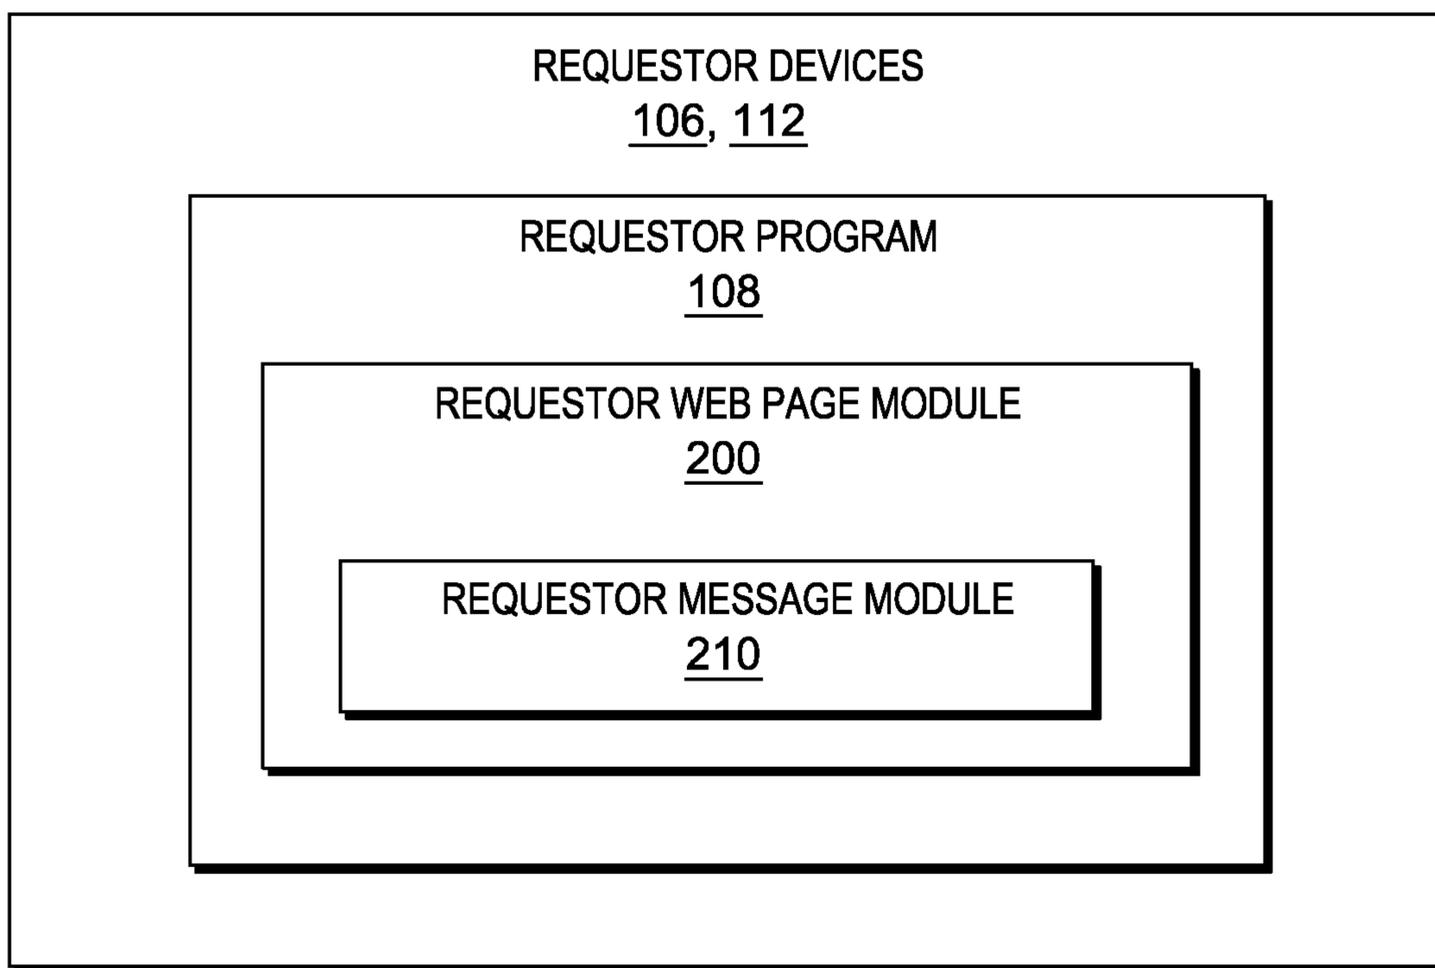 REQUESTOR DEVICES
106, 112
REQUESTOR PROGRAM
108
REQUESTOR WEB PAGE MODULE
200
REQUESTOR MESSAGE MODULE
210